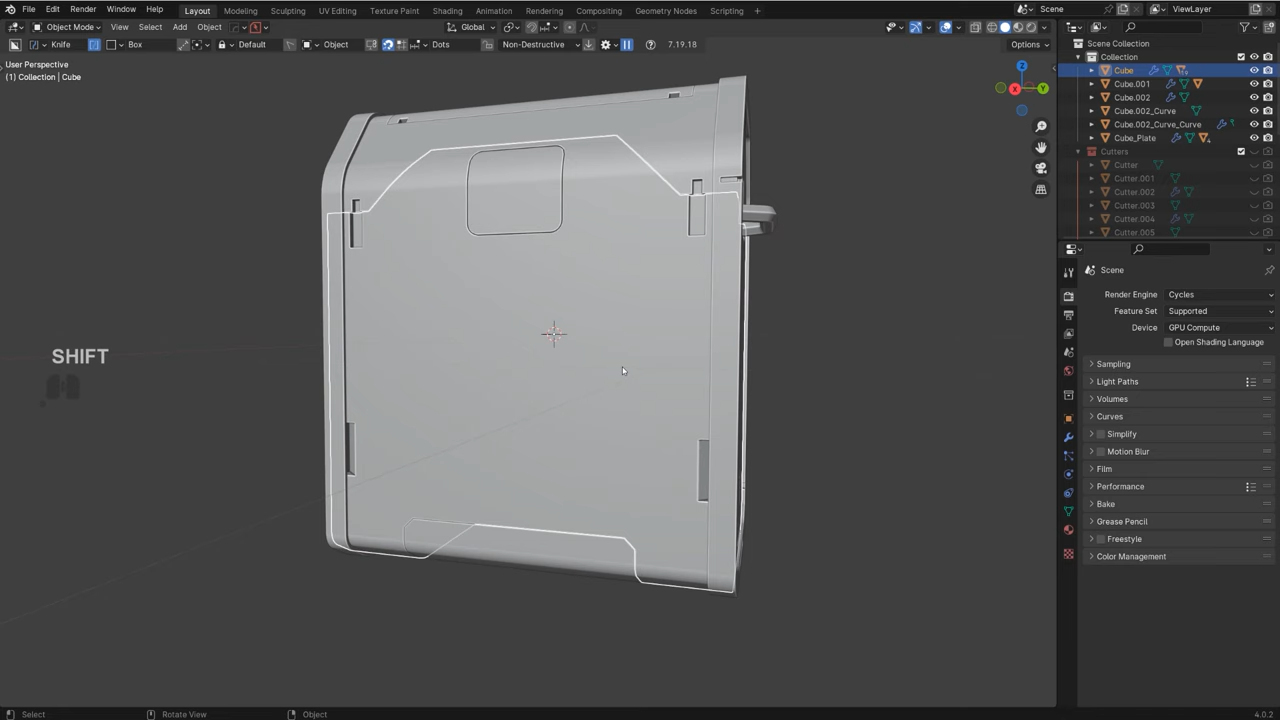 File Edit Render Window Help Layout Modeling Sculpting UV Editing Texture Paint Shading Animation Rendering Compositing Geometry Nodes Scripting + Scene ViewLayer
Object Mode View Select Add Object Global
Knife Box Default Object Dots Non-Destructive 7.19.18 Options
User Perspective
(1) Collection | Cube
Z
X
Y
SHIFT
Scene Collection
Collection
Cube
Cube.001
Cube.002
Cube.002_Curve
Cube.002_Curve_Curve
Cube_Plate
Cutters
Cutter
Cutter.001
Cutter.002
Cutter.003
Cutter.004
Cutter.005
Scene
Render Engine Cycles
Feature Set Supported
Device GPU Compute
Open Shading Language
Sampling
Light Paths
Volumes
Curves
Simplify
Motion Blur
Film
Performance
Bake
Grease Pencil
Freestyle
Color Management
Select Rotate View Object 4.0.2